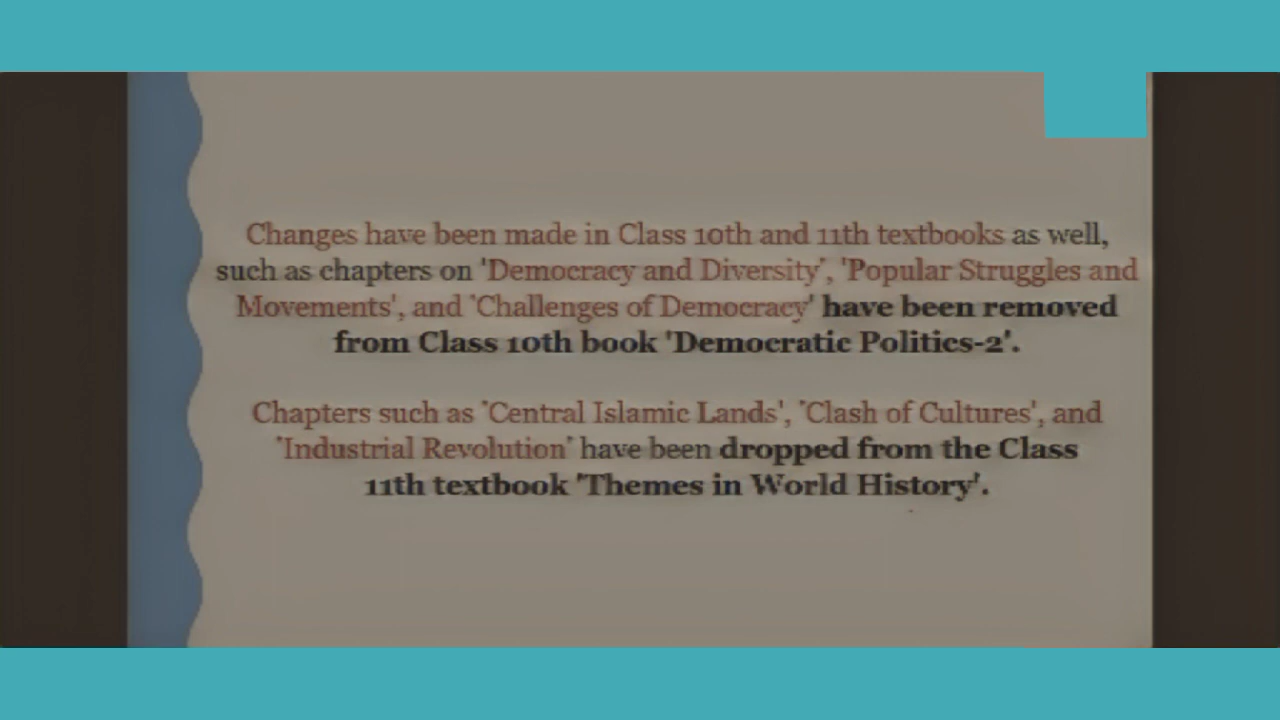 Changes have been made in Class 10th and 11th textbooks as well,
such as chapters on 'Democracy and Diversity', 'Popular Struggles and
Movements', and 'Challenges of Democracy' have been removed
from Class 10th book 'Democratic Politics-2'.
Chapters such as 'Central Islamic Lands', 'Clash of Cultures', and
'Industrial Revolution' have been dropped from the Class
11th textbook 'Themes in World History'.